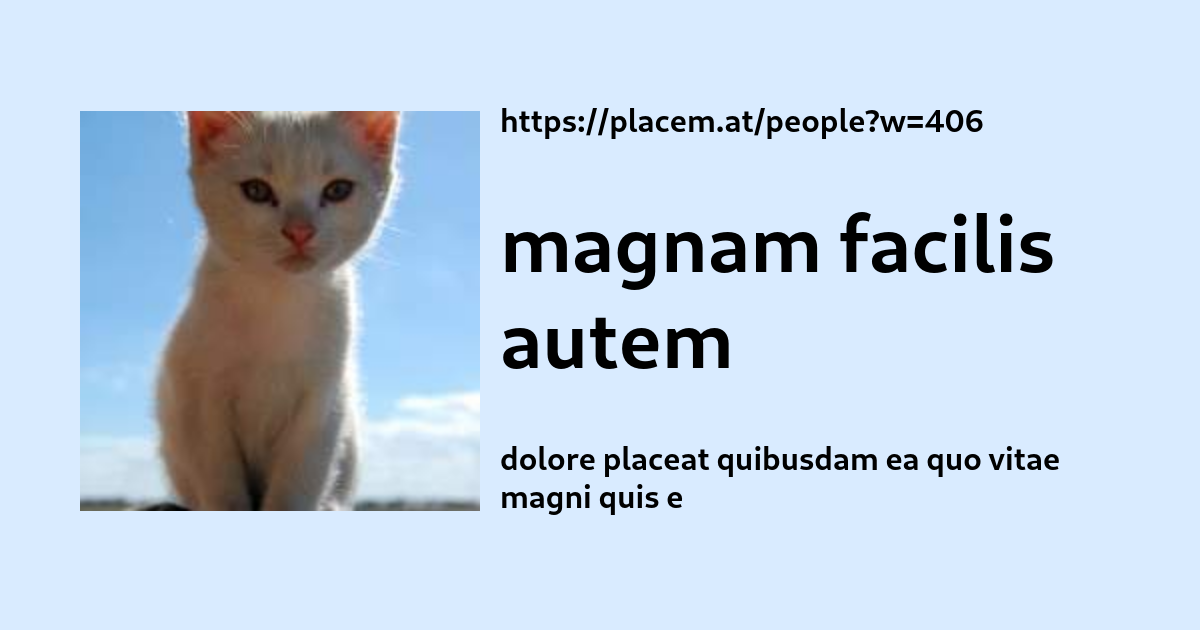 https://placem.at/people?w=406
magnam facilis
autem
dolore placeat quibusdam ea quo vitae
magni quis e